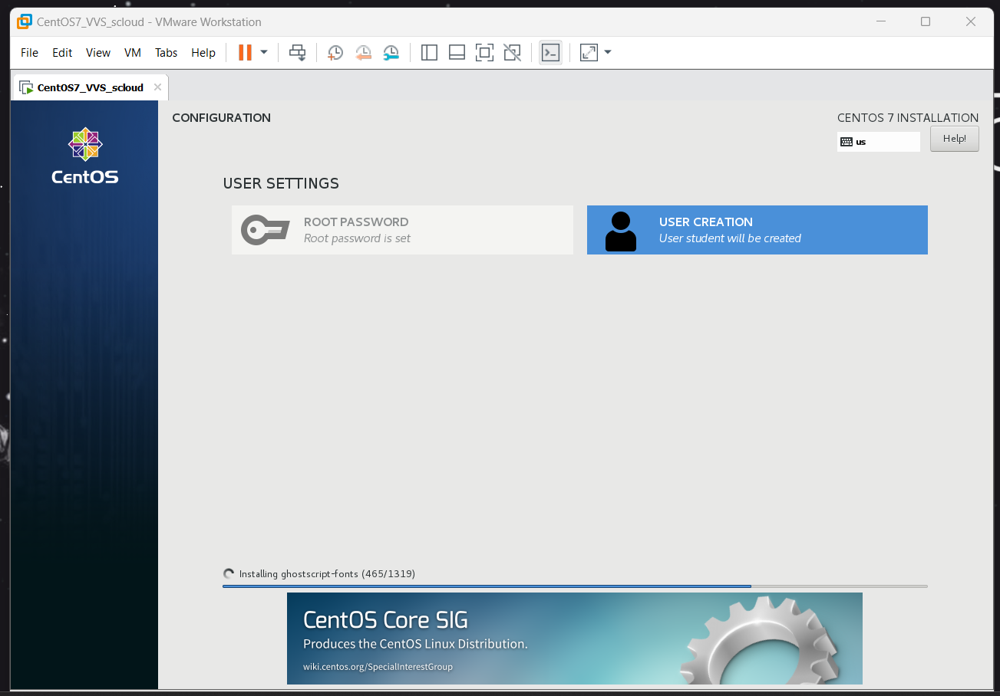 CentOS7_VVS_scloud - VMware Workstation
File Edit View VM Tabs Help
CentOS7_VVS_scloud
CentOS
CONFIGURATION
CENTOS 7 INSTALLATION
us
Help!
USER SETTINGS
ROOT PASSWORD
Root password is set
USER CREATION
User student will be created
Installing ghostscript-fonts (465/1319)
CentOS Core SIG
Produces the CentOS Linux Distribution.
wiki.centos.org/SpecialInterestGroup